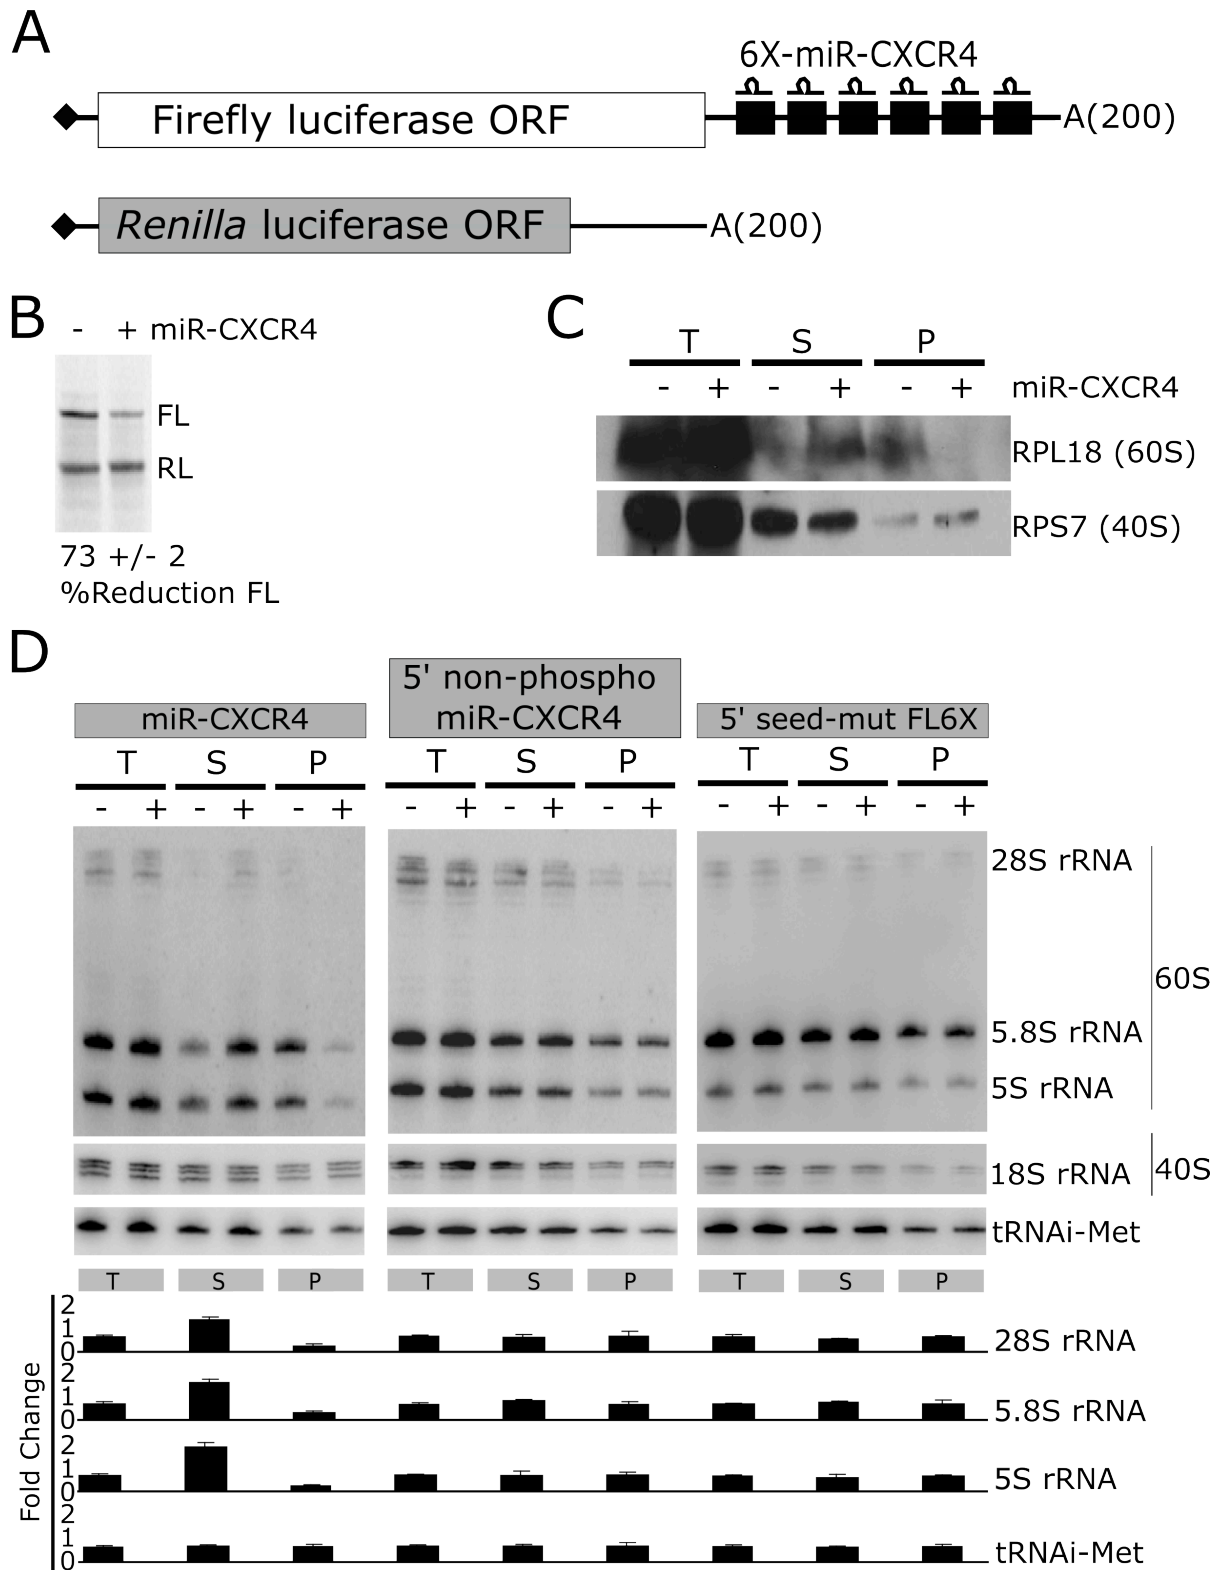 A
6X-miR-CXCR4
Firefly luciferase ORF
A(200)
Renilla luciferase ORF
A(200)
B
- + miR-CXCR4
FL
RL
73 +/- 2
%Reduction FL
C
T S P
- + - + - + miR-CXCR4
RPL18 (60S)
RPS7 (40S)
D
miR-CXCR4
5' non-phospho
miR-CXCR4
5' seed-mut FL6X
T S P T S P T S P
- + - + - + - + - + - + - + - + - +
28S rRNA
60S
5.8S rRNA
5S rRNA
18S rRNA
40S
tRNAi-Met
T S P T S P T S P
Fold Change
2
1
0
28S rRNA
2
1
0
5.8S rRNA
2
1
0
5S rRNA
2
1
0
tRNAi-Met